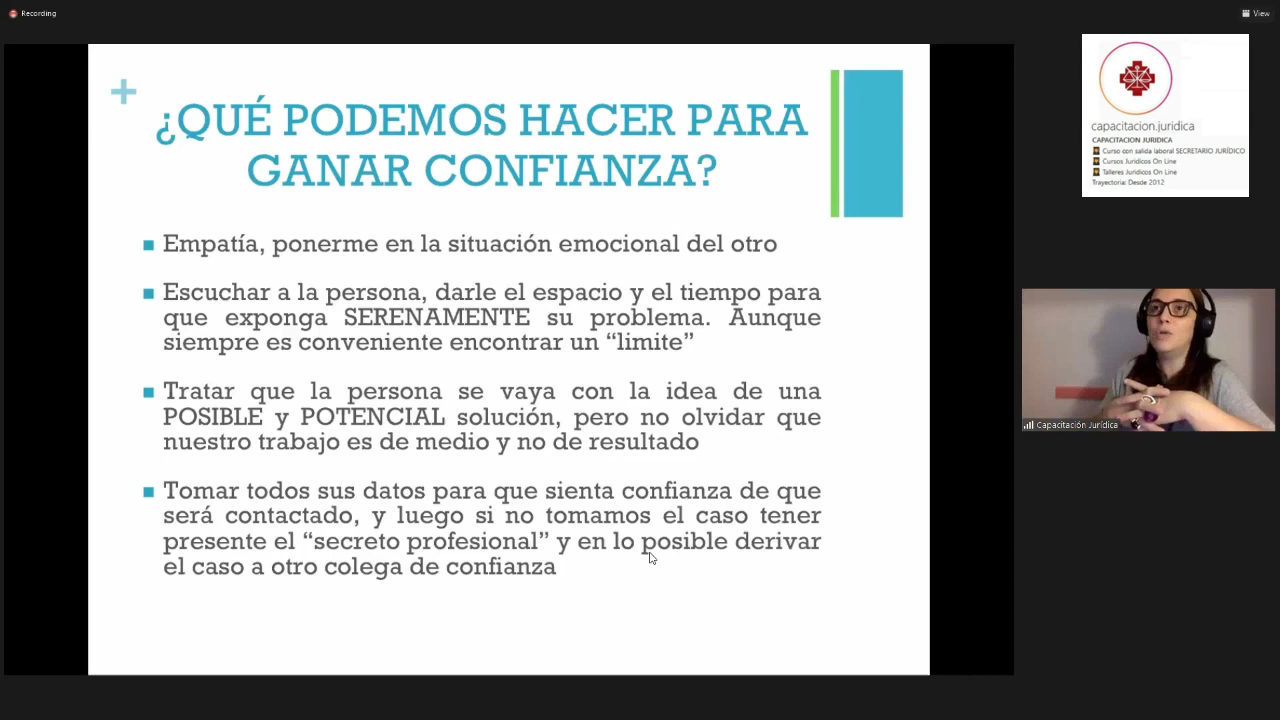 Recording
View
+
¿QUÉ PODEMOS HACER PARA
GANAR CONFIANZA?
Empatía, ponerme en la situación emocional del otro
Escuchar a la persona, darle el espacio y el tiempo para
que exponga SERENAMENTE su problema. Aunque
siempre es conveniente encontrar un “limite”
Tratar que la persona se vaya con la idea de una
POSIBLE y POTENCIAL solución, pero no olvidar que
nuestro trabajo es de medio y no de resultado
Tomar todos sus datos para que sienta confianza de que
será contactado, y luego si no tomamos el caso tener
presente el “secreto profesional” y en lo posible derivar
el caso a otro colega de confianza
capacitacion.juridica
CAPACITACION JURIDICA
Curso con salida laboral SECRETARIO JURÍDICO
Cursos Juridicos On Line
Talleres Juridicos On Line
Trayectoria: Desde 2012
Capacitación Jurídica